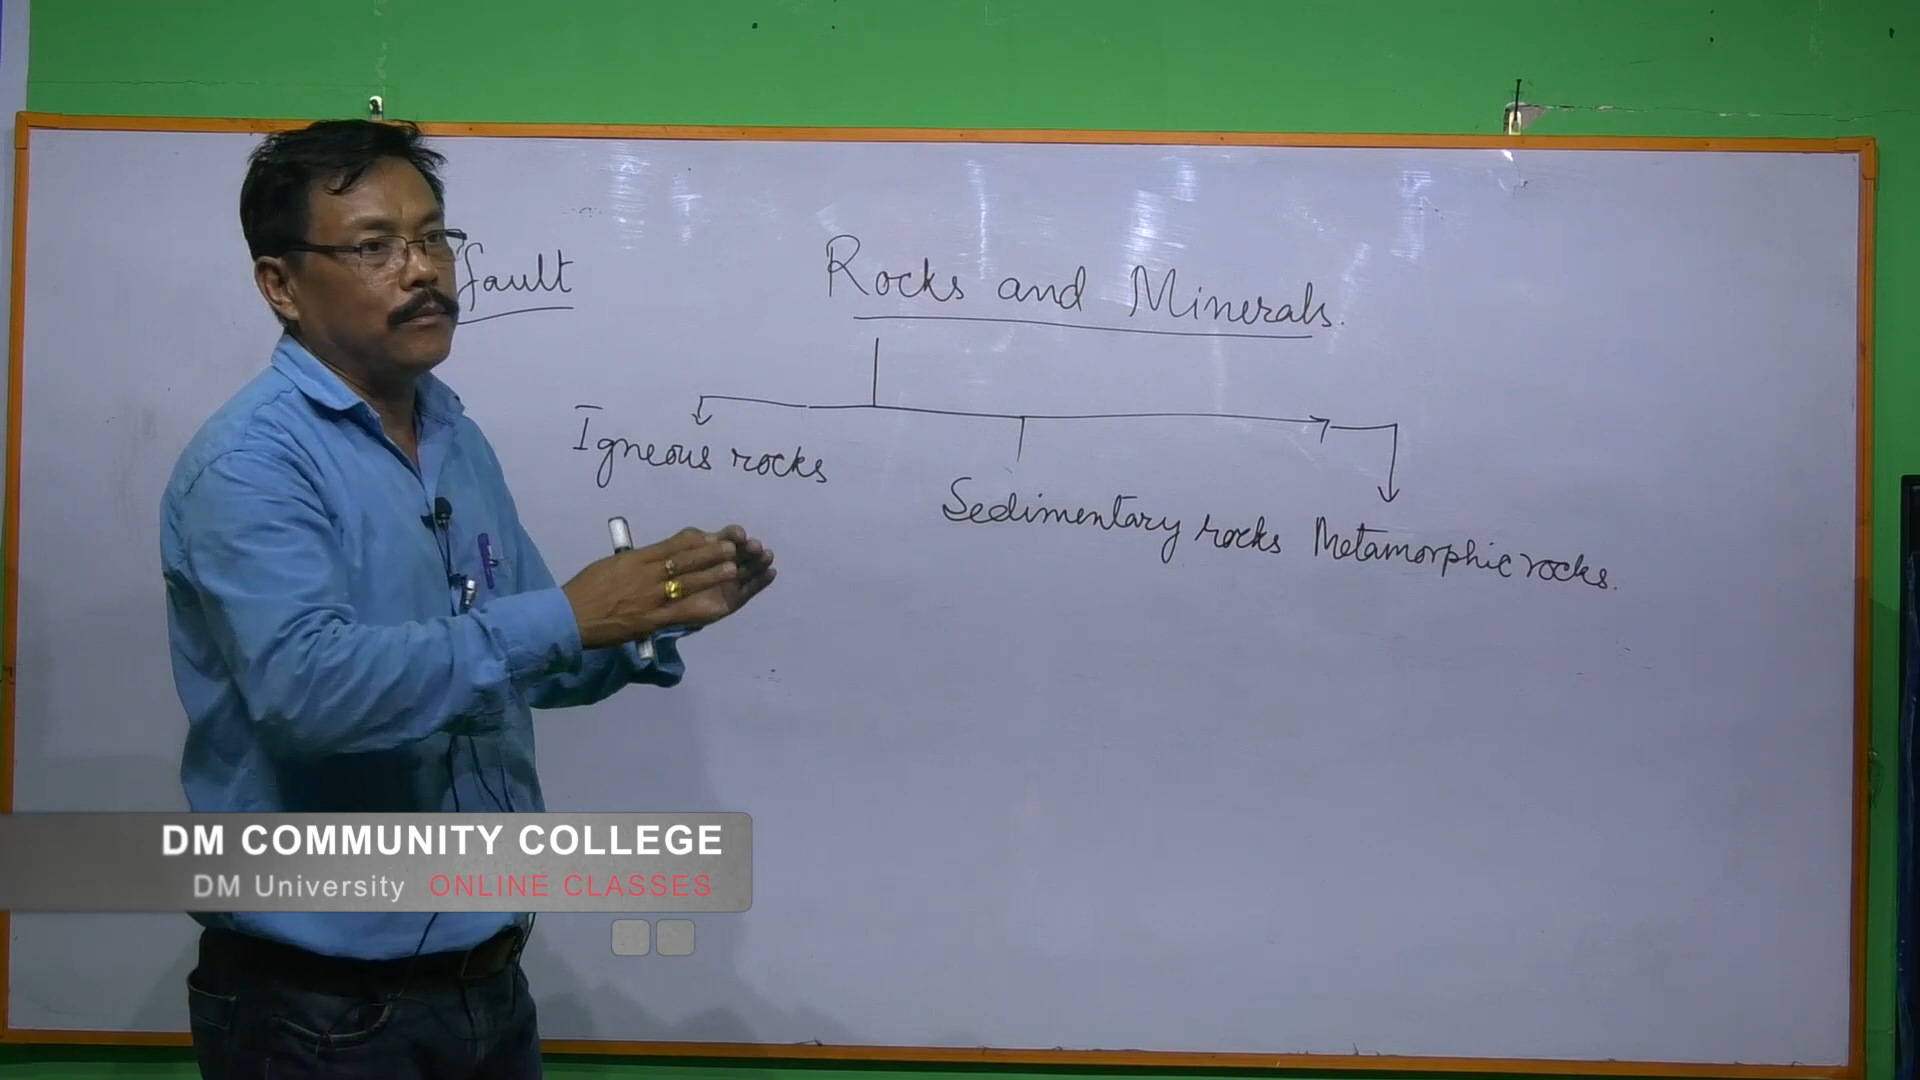 fault
Rocks and Minerals.
Igneous rocks
Sedimentary rocks
Metamorphic rocks.
DM COMMUNITY COLLEGE
DM University ONLINE CLASSES